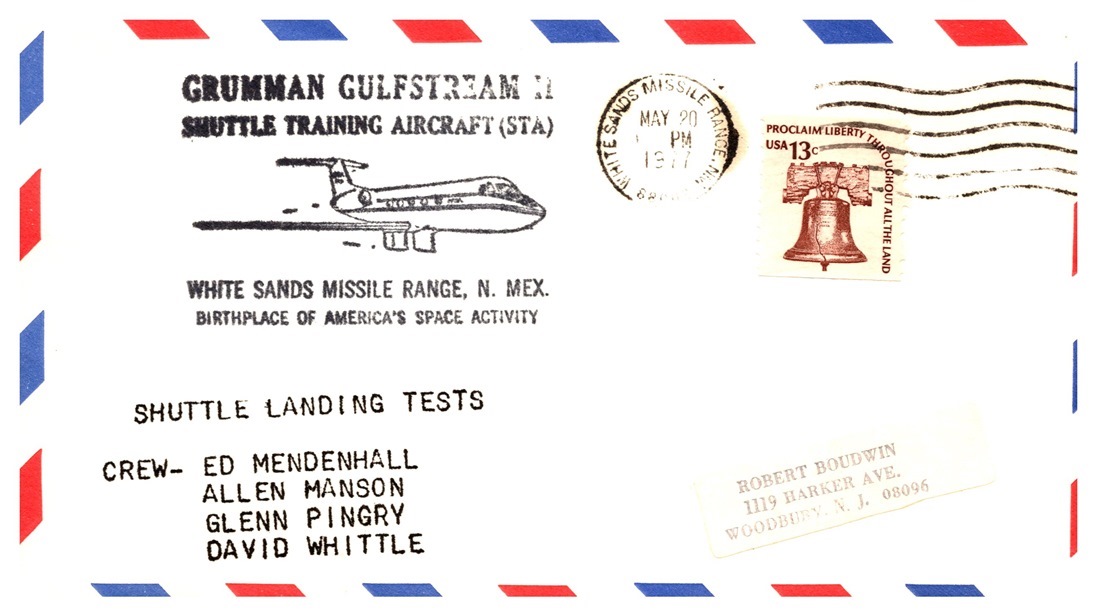 GRUMMAN GULFSTREAM II
SHUTTLE TRAINING AIRCRAFT (STA)
WHITE SANDS MISSILE RANGE, N. MEX.
BIRTHPLACE OF AMERICA'S SPACE ACTIVITY
WHITE SANDS MISSILE RANGE, NM
MAY 20
PM
1977
PROCLAIM LIBERTY THROUGHOUT ALL THE LAND
USA 13c
SHUTTLE LANDING TESTS
CREW- ED MENDENHALL
ALLEN MANSON
GLENN PINGRY
DAVID WHITTLE
ROBERT BOUDWIN
1119 HARKER AVE.
WOODBURY, N. J. 08096